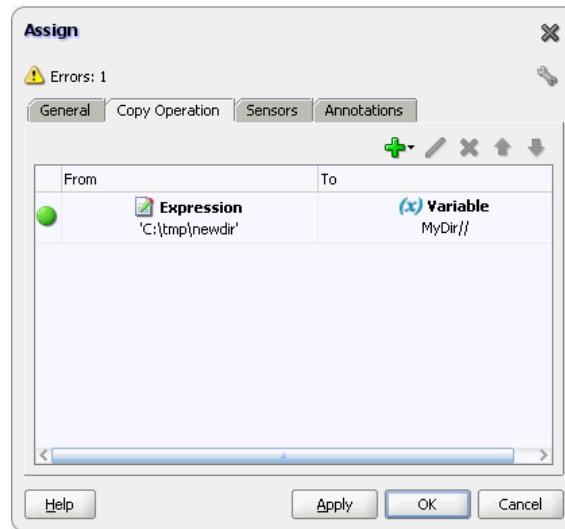 Assign
Errors: 1
General Copy Operation Sensors Annotations
From To
Expression (x) Variable
'C:\tmp\newdir' MyDir//
Help Apply OK Cancel